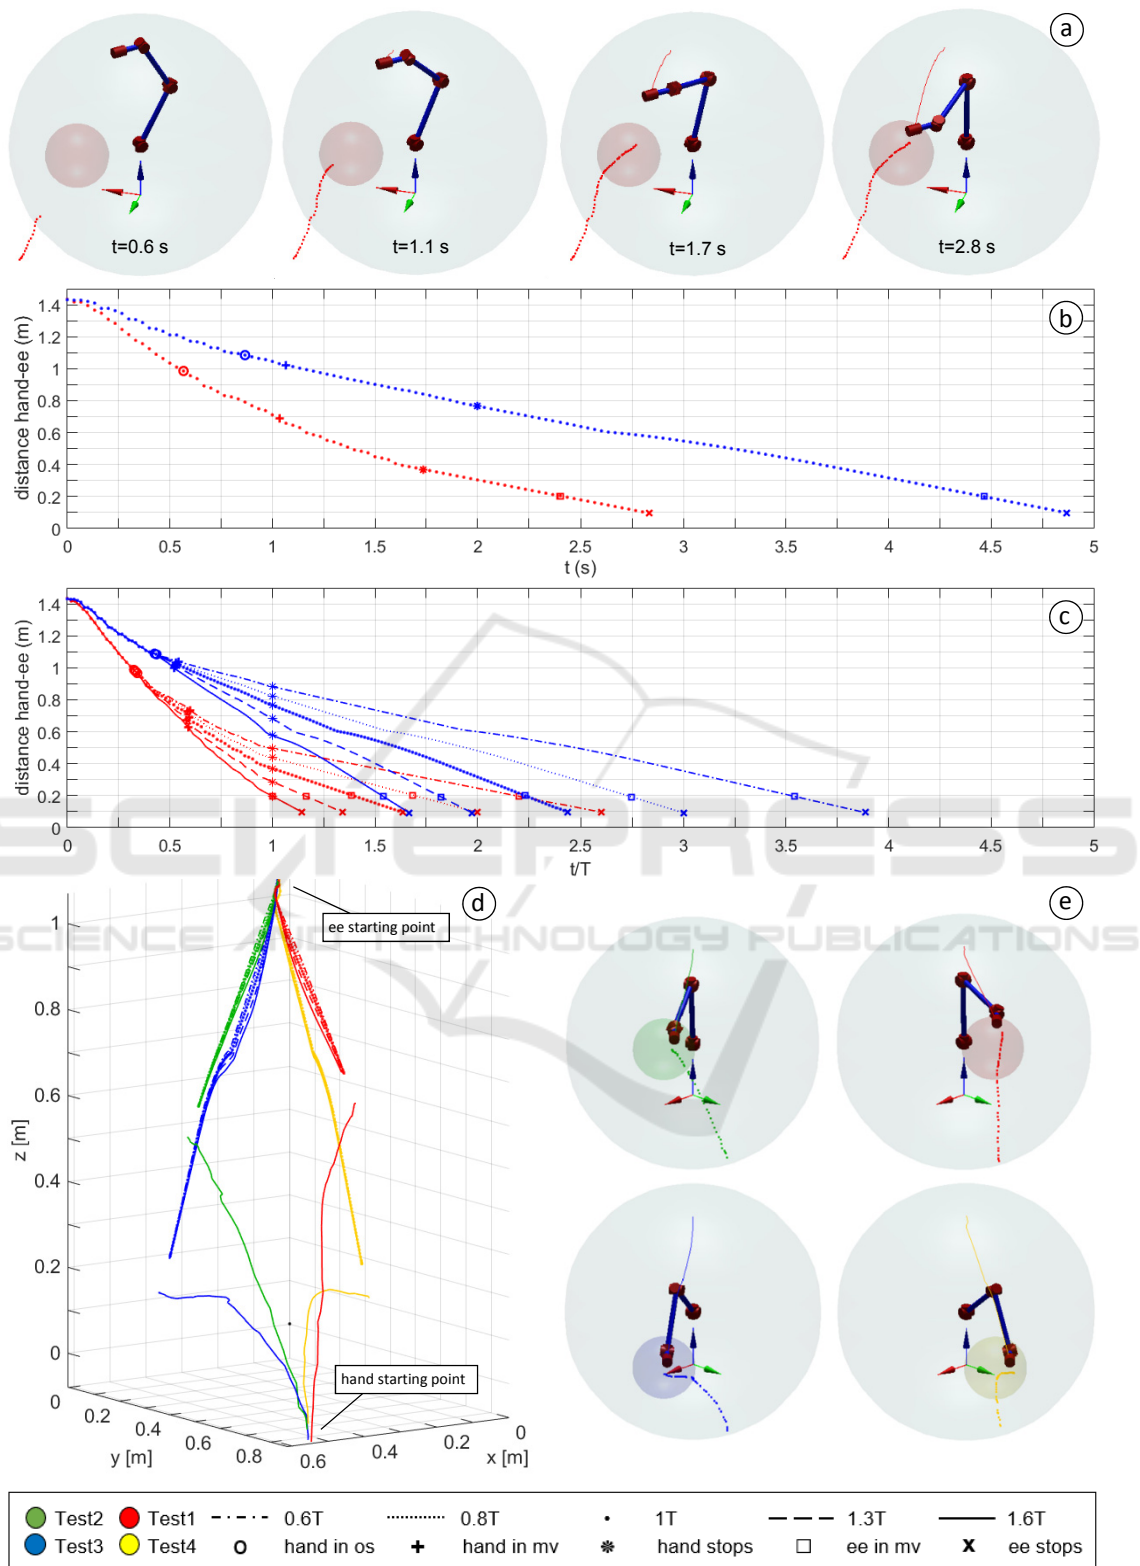 a
t=0.6 s
t=1.1 s
t=1.7 s
t=2.8 s
b
distance hand-ee (m)
1.4
1.2
1
0.8
0.6
0.4
0.2
0
0 0.5 1 1.5 2 2.5 3 3.5 4 4.5 5
t (s)
c
distance hand-ee (m)
1.4
1.2
1
0.8
0.6
0.4
0.2
0
0 0.5 1 1.5 2 2.5 3 3.5 4 4.5 5
t/T
SCITEPRESS
SCIENCE AND TECHNOLOGY PUBLICATIONS
d
ee starting point
z [m]
1
0.8
0.6
0.4
0.2
0
hand starting point
0 0.2 0.4 0.6 0.8
y [m]
0.6 0.4 0.2 0
x [m]
e
Test2 Test1 0.6T 0.8T 1T 1.3T 1.6T
Test3 Test4 hand in os hand in mv hand stops ee in mv ee stops